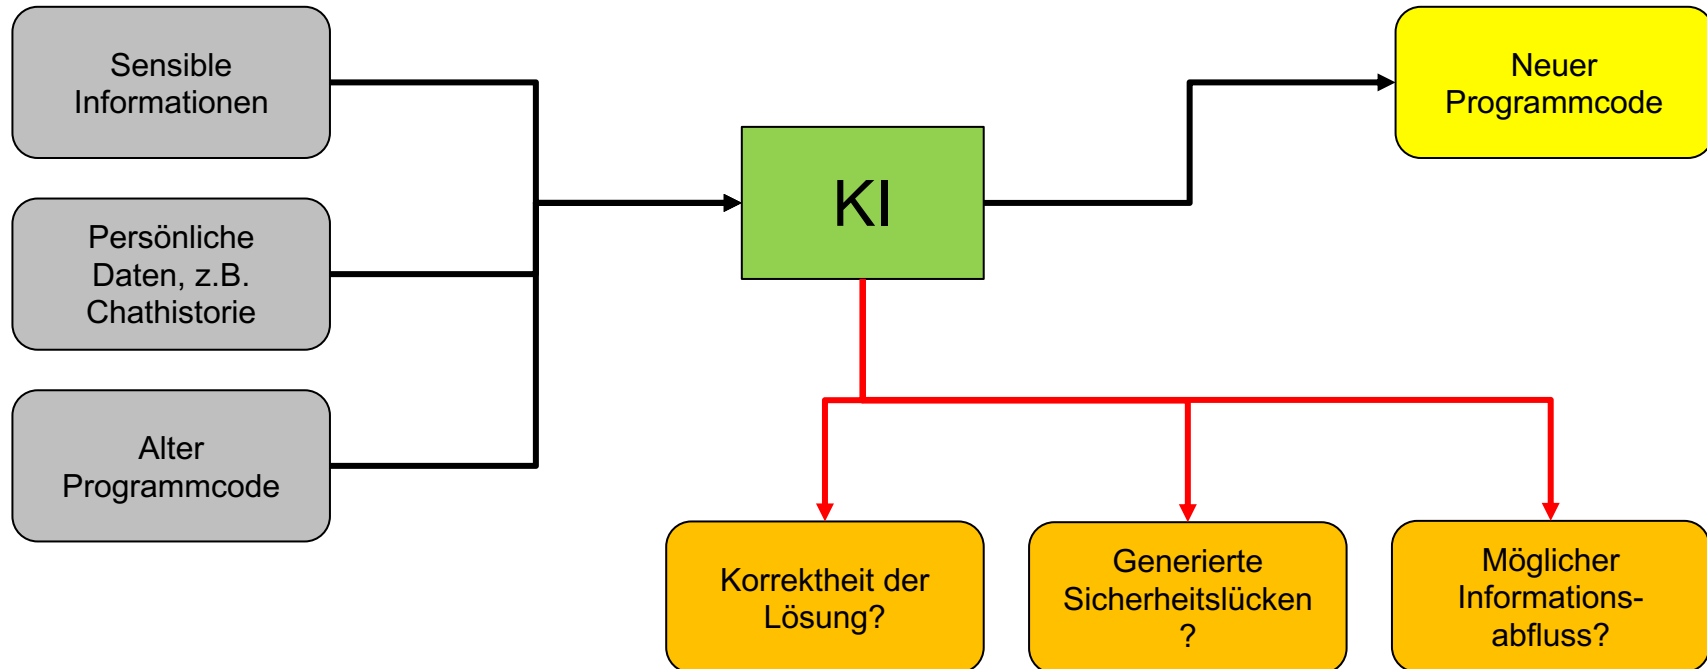 Sensible
Informationen
Persönliche
Daten, z.B.
Chathistorie
Alter
Programmcode
KI
Neuer
Programmcode
Korrektheit der
Lösung?
Generierte
Sicherheitslücken
?
Möglicher
Informations-
abfluss?